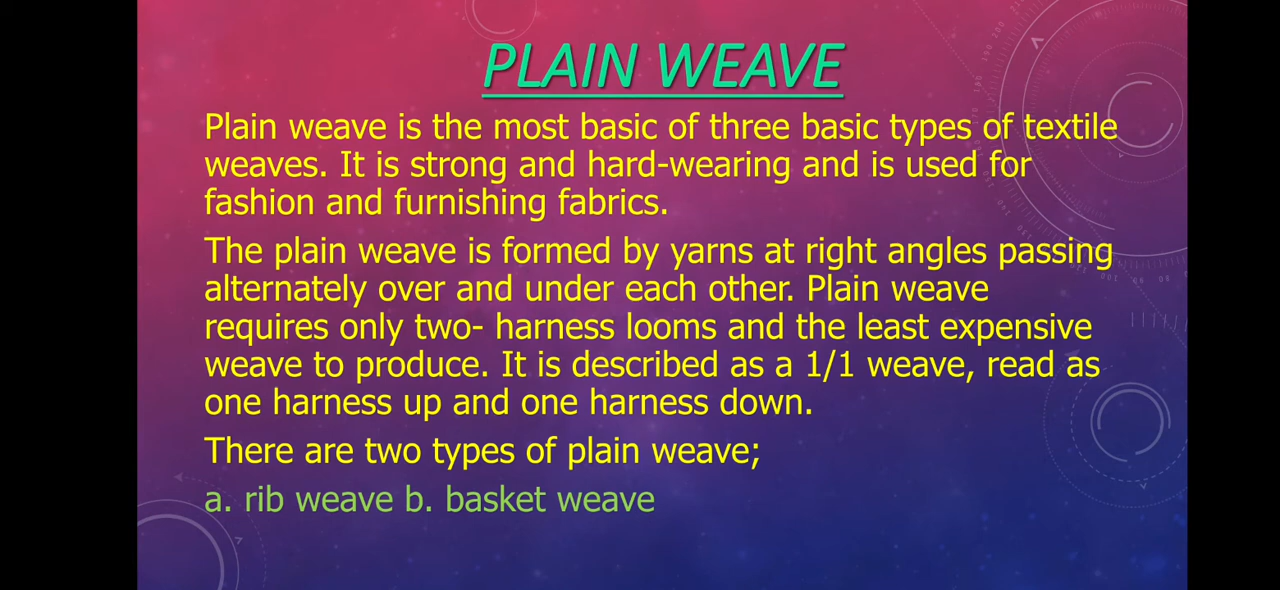 PLAIN WEAVE
Plain weave is the most basic of three basic types of textile
weaves. It is strong and hard-wearing and is used for
fashion and furnishing fabrics.
The plain weave is formed by yarns at right angles passing
alternately over and under each other. Plain weave
requires only two- harness looms and the least expensive
weave to produce. It is described as a 1/1 weave, read as
one harness up and one harness down.
There are two types of plain weave;
a. rib weave b. basket weave